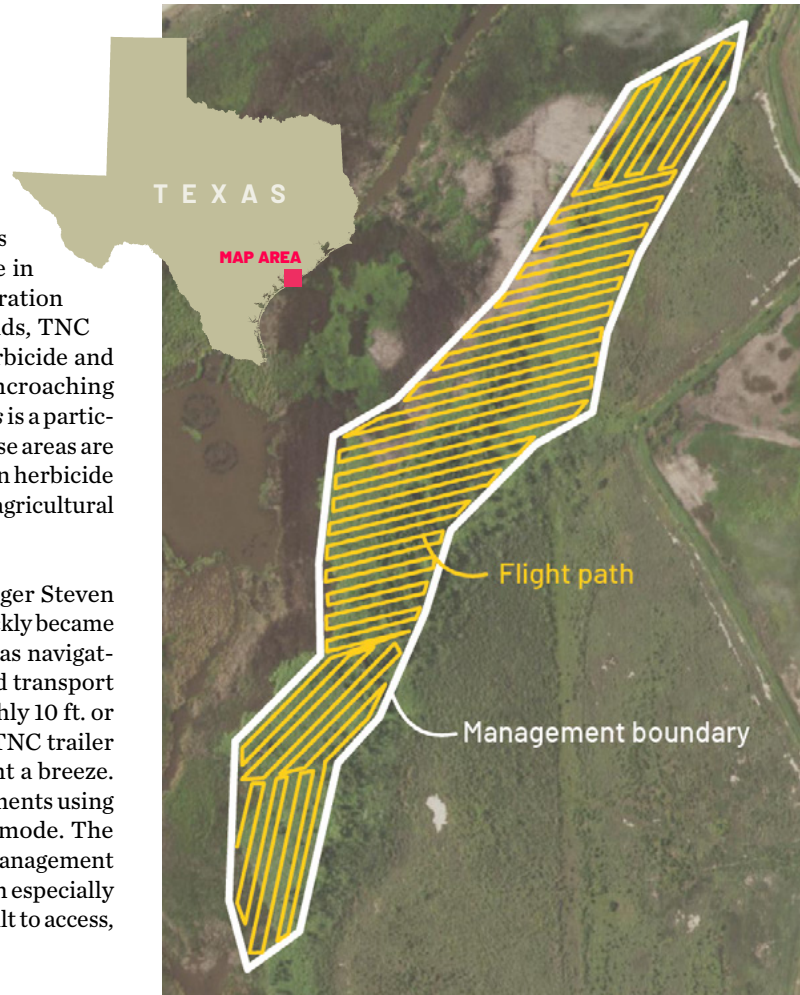 s
e in
ration
ds, TNC
rbicide and
ncroaching
s is a partic-
se areas are
n herbicide
agricultural
ger Steven
kly became
as navigat-
d transport
hly 10 ft. or
TNC trailer
nt a breeze.
ments using
mode. The
anagement
n especially
lt to access,
TEXAS
MAP AREA
Flight path
Management boundary